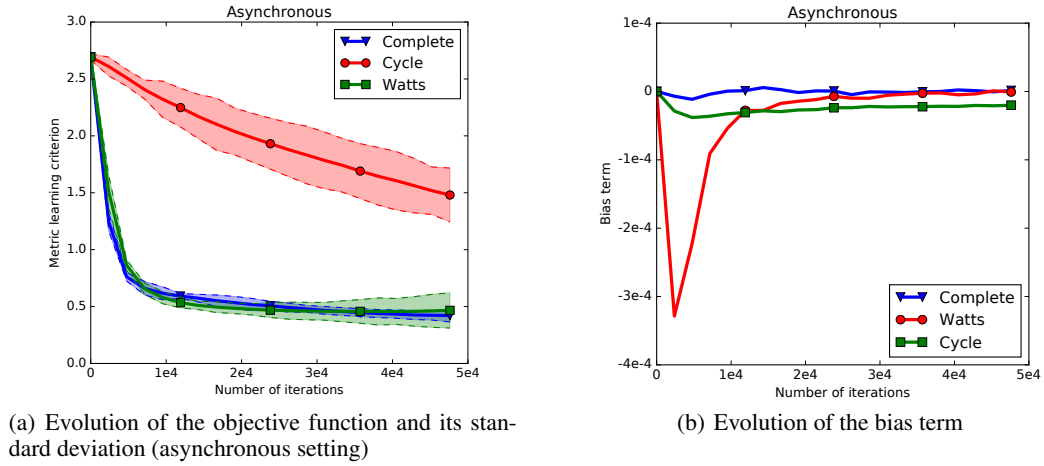 Asynchronous
3.0
2.5
2.0
1.5
1.0
0.5
0.0
Metric learning criterion
Complete
Cycle
Watts
0 1e4 2e4 3e4 4e4 5e4
Number of iterations
(a) Evolution of the objective function and its stan-
dard deviation (asynchronous setting)
Asynchronous
1e-4
0
-1e-4
-2e-4
-3e-4
-4e-4
Bias term
Complete
Watts
Cycle
0 1e4 2e4 3e4 4e4 5e4
Number of iterations
(b) Evolution of the bias term